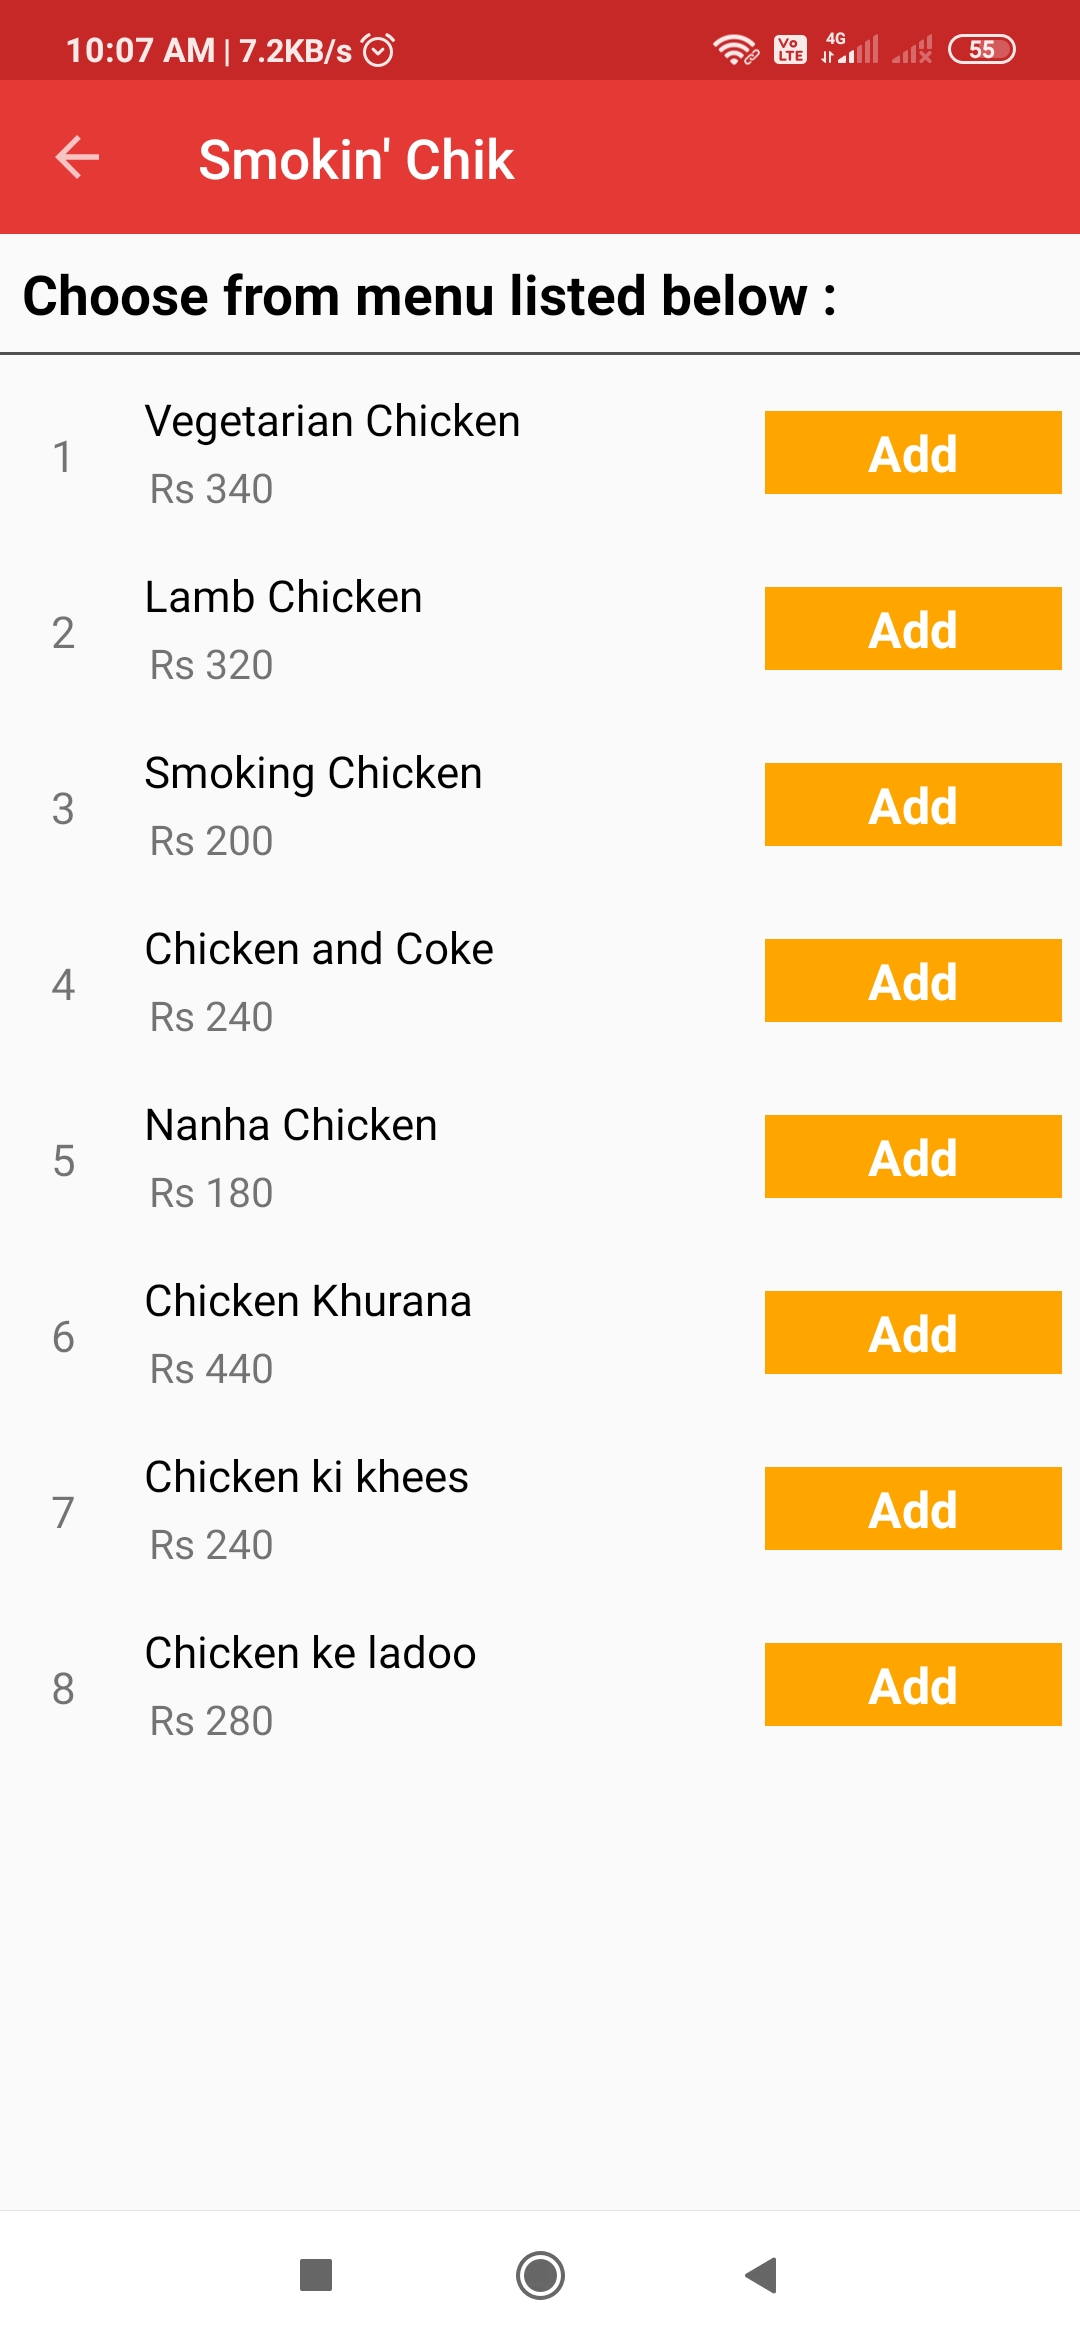 10:07 AM | 7.2KB/s Vo LTE 4G 55
Smokin' Chik
Choose from menu listed below :
Vegetarian Chicken
1 Add
Rs 340
Lamb Chicken
2 Add
Rs 320
Smoking Chicken
3 Add
Rs 200
Chicken and Coke
4 Add
Rs 240
Nanha Chicken
5 Add
Rs 180
Chicken Khurana
6 Add
Rs 440
Chicken ki khees
7 Add
Rs 240
Chicken ke ladoo
8 Add
Rs 280